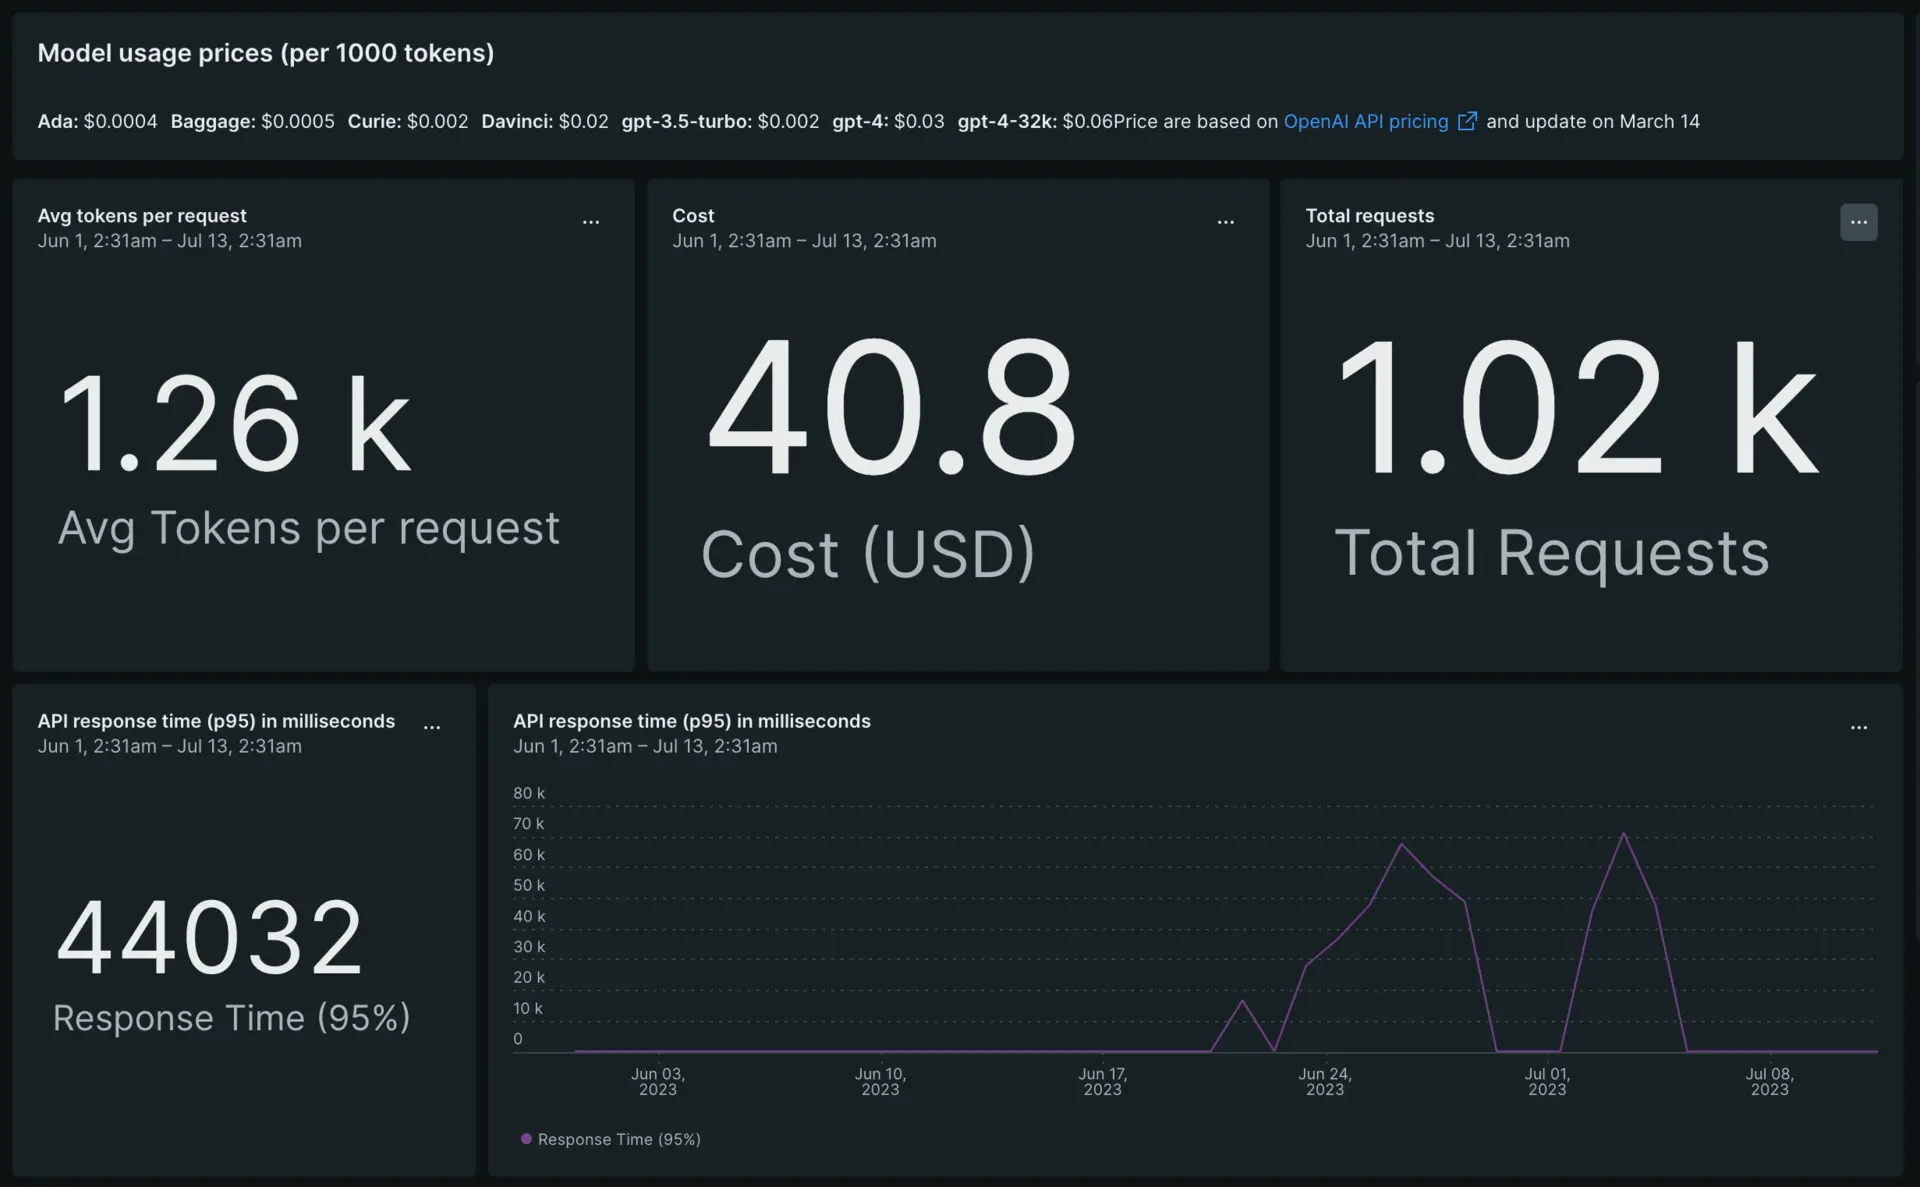 Model usage prices (per 1000 tokens)
Ada: $0.0004 Baggage: $0.0005 Curie: $0.002 Davinci: $0.02 gpt-3.5-turbo: $0.002 gpt-4: $0.03 gpt-4-32k: $0.06Price are based on OpenAI API pricing and update on March 14
Avg tokens per request
Jun 1, 2:31am – Jul 13, 2:31am
...
1.26 k
Avg Tokens per request
Cost
Jun 1, 2:31am – Jul 13, 2:31am
...
40.8
Cost (USD)
Total requests
Jun 1, 2:31am – Jul 13, 2:31am
...
1.02 k
Total Requests
API response time (p95) in milliseconds
Jun 1, 2:31am – Jul 13, 2:31am
...
44032
Response Time (95%)
API response time (p95) in milliseconds
Jun 1, 2:31am – Jul 13, 2:31am
...
80 k
70 k
60 k
50 k
40 k
30 k
20 k
10 k
0
Jun 03, 2023
Jun 10, 2023
Jun 17, 2023
Jun 24, 2023
Jul 01, 2023
Jul 08, 2023
Response Time (95%)